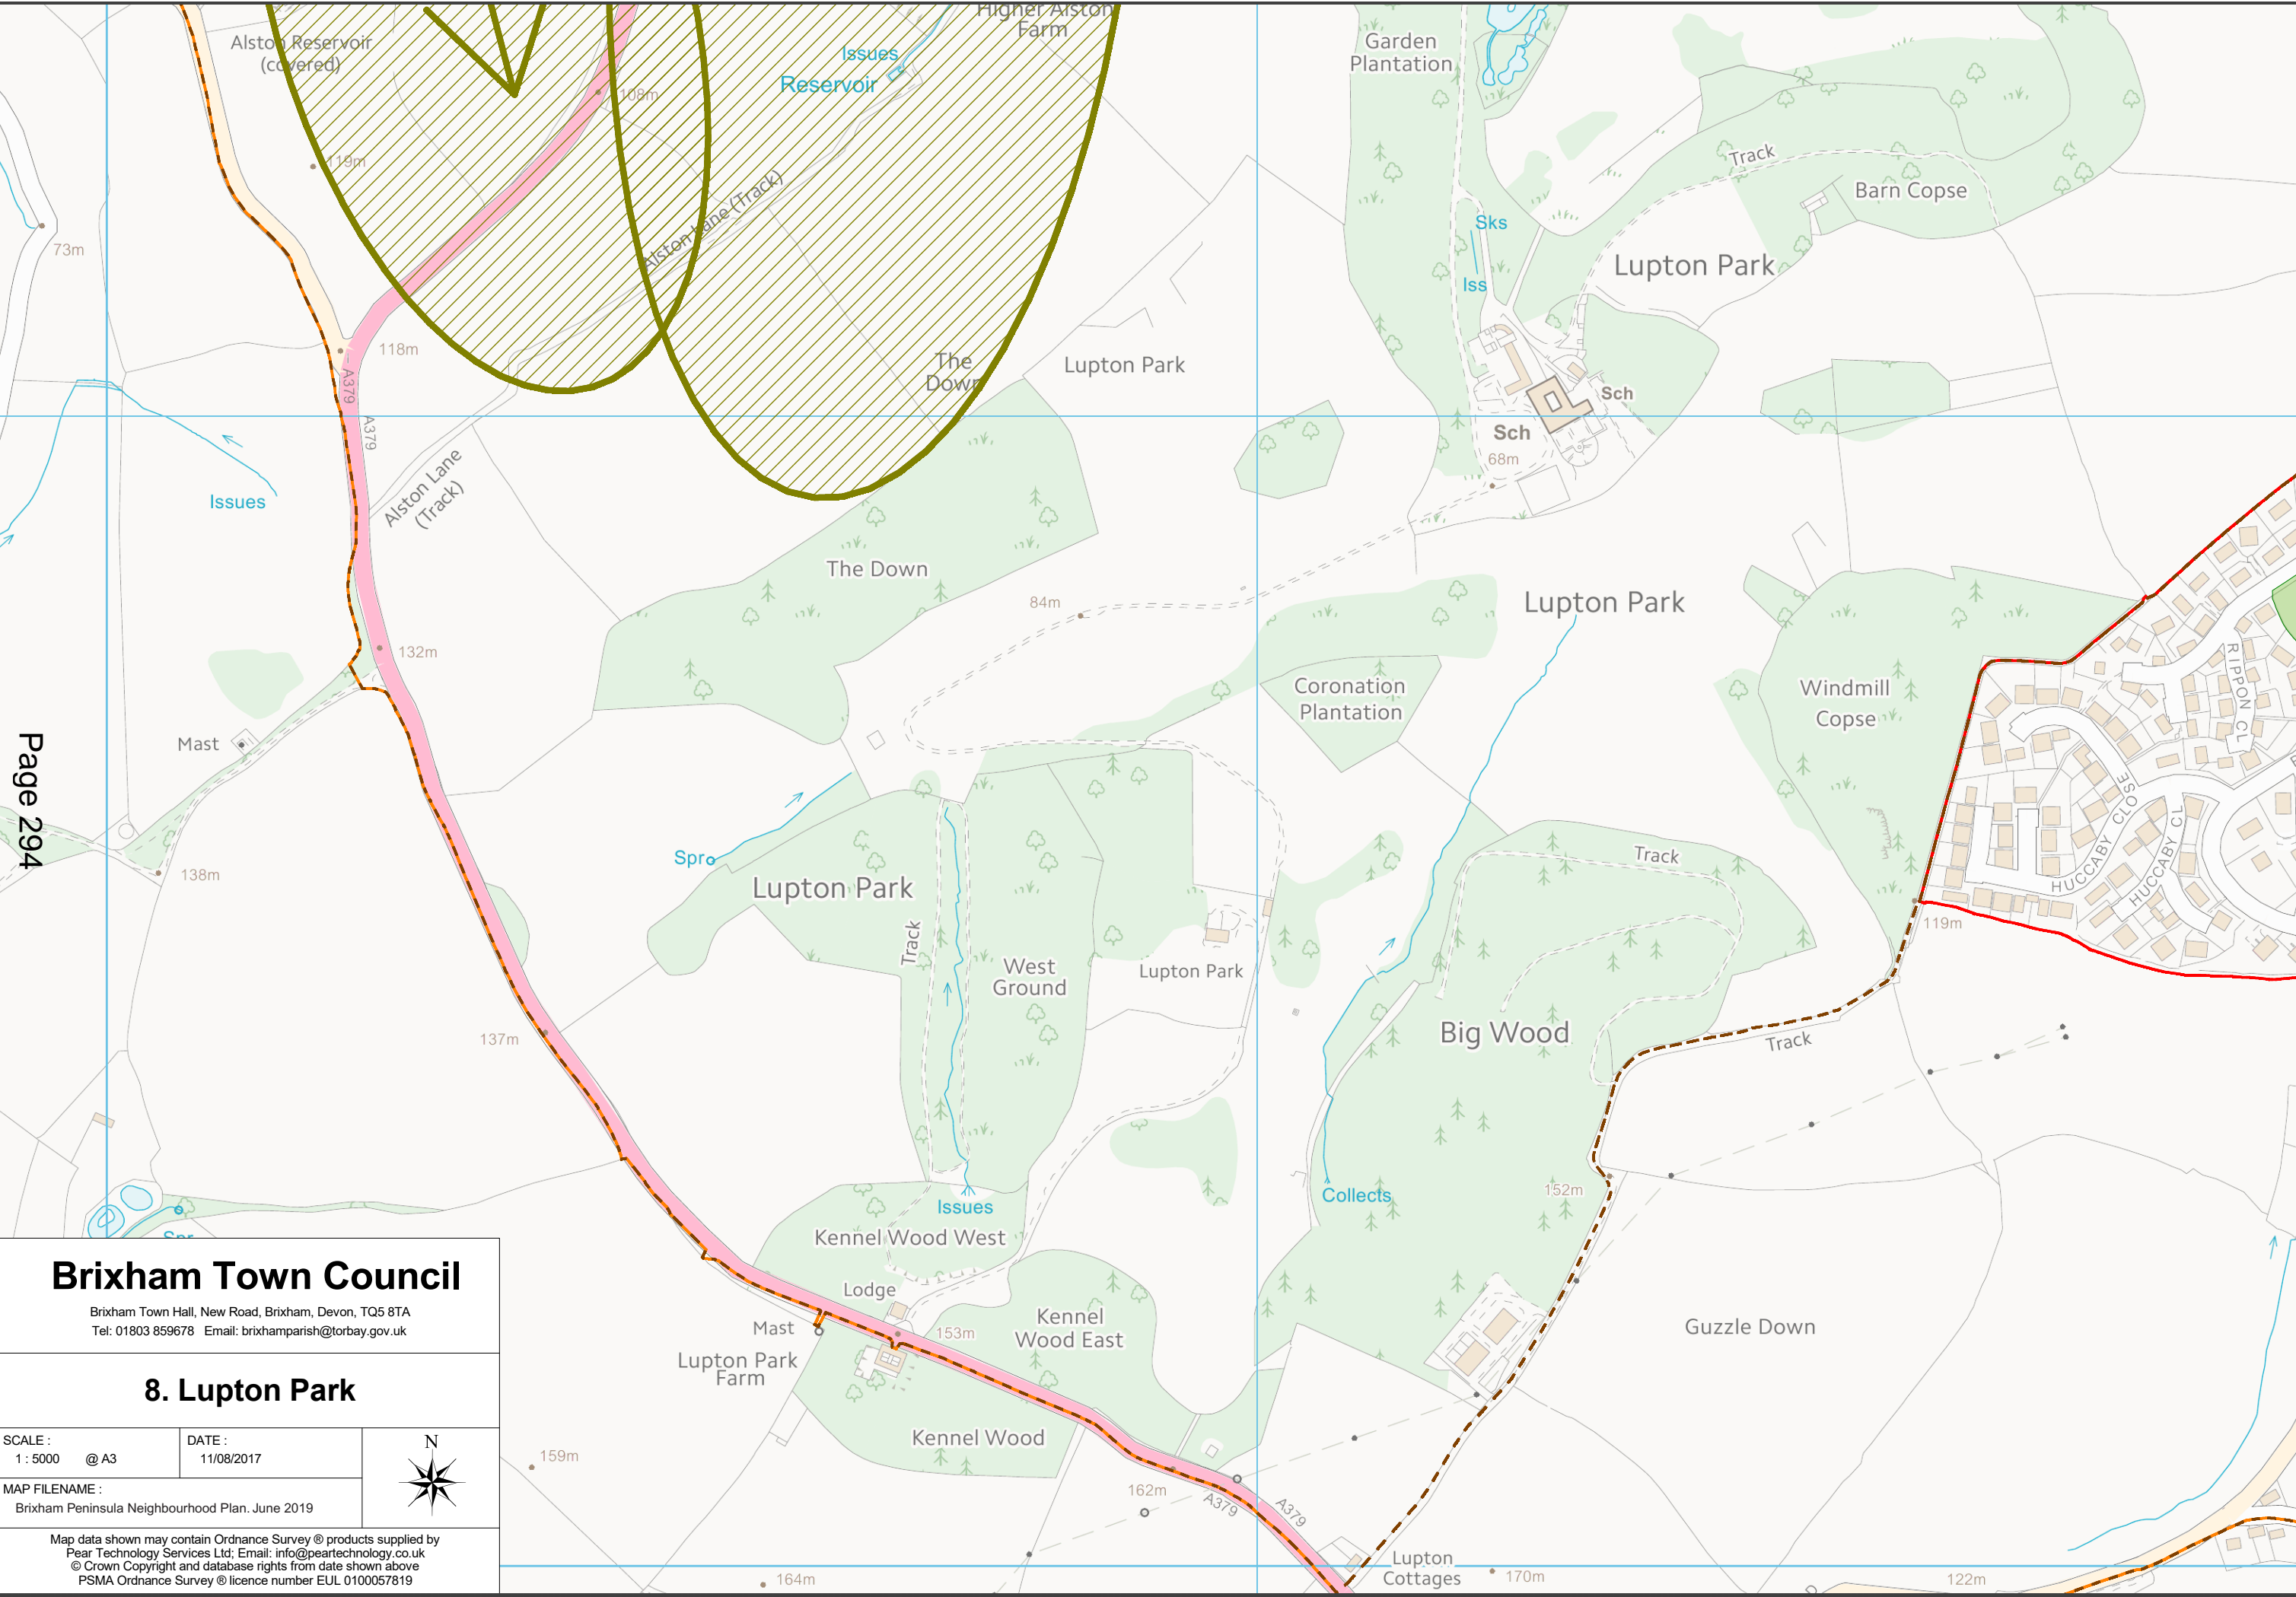 Higher Alston
Farm
Alston Reservoir
(covered)
Issues
Reservoir
Garden
Plantation
108m
119m
Track
Barn Copse
Alston Lane (Track)
Sks
73m
Lupton Park
Iss
118m
The
Down
Lupton Park
A379
Sch
A379
Sch
68m
Alston Lane
(Track)
Issues
The Down
84m
Lupton Park
132m
RIPPON CL
Coronation
Plantation
Windmill
Copse
Mast
Page 294
HUCCABY CLOSE
HUCCABY CL
Spr
Track
138m
Lupton Park
119m
Track
West
Ground
Lupton Park
Big Wood
137m
Track
152m
Collects
Issues
Kennel Wood West
Spr
Lodge
Kennel
Wood East
Mast
153m
Guzzle Down
Lupton Park
Farm
Kennel Wood
159m
162m
A379
A379
Lupton
Cottages
164m
170m
122m
Brixham Town Council
Brixham Town Hall, New Road, Brixham, Devon, TQ5 8TA
Tel: 01803 859678 Email: brixhamparish@torbay.gov.uk
8. Lupton Park
SCALE :
1 : 5000 @ A3
DATE :
11/08/2017
N
MAP FILENAME :
Brixham Peninsula Neighbourhood Plan. June 2019
Map data shown may contain Ordnance Survey ® products supplied by
Pear Technology Services Ltd; Email: info@peartechnology.co.uk
© Crown Copyright and database rights from date shown above
PSMA Ordnance Survey ® licence number EUL 0100057819